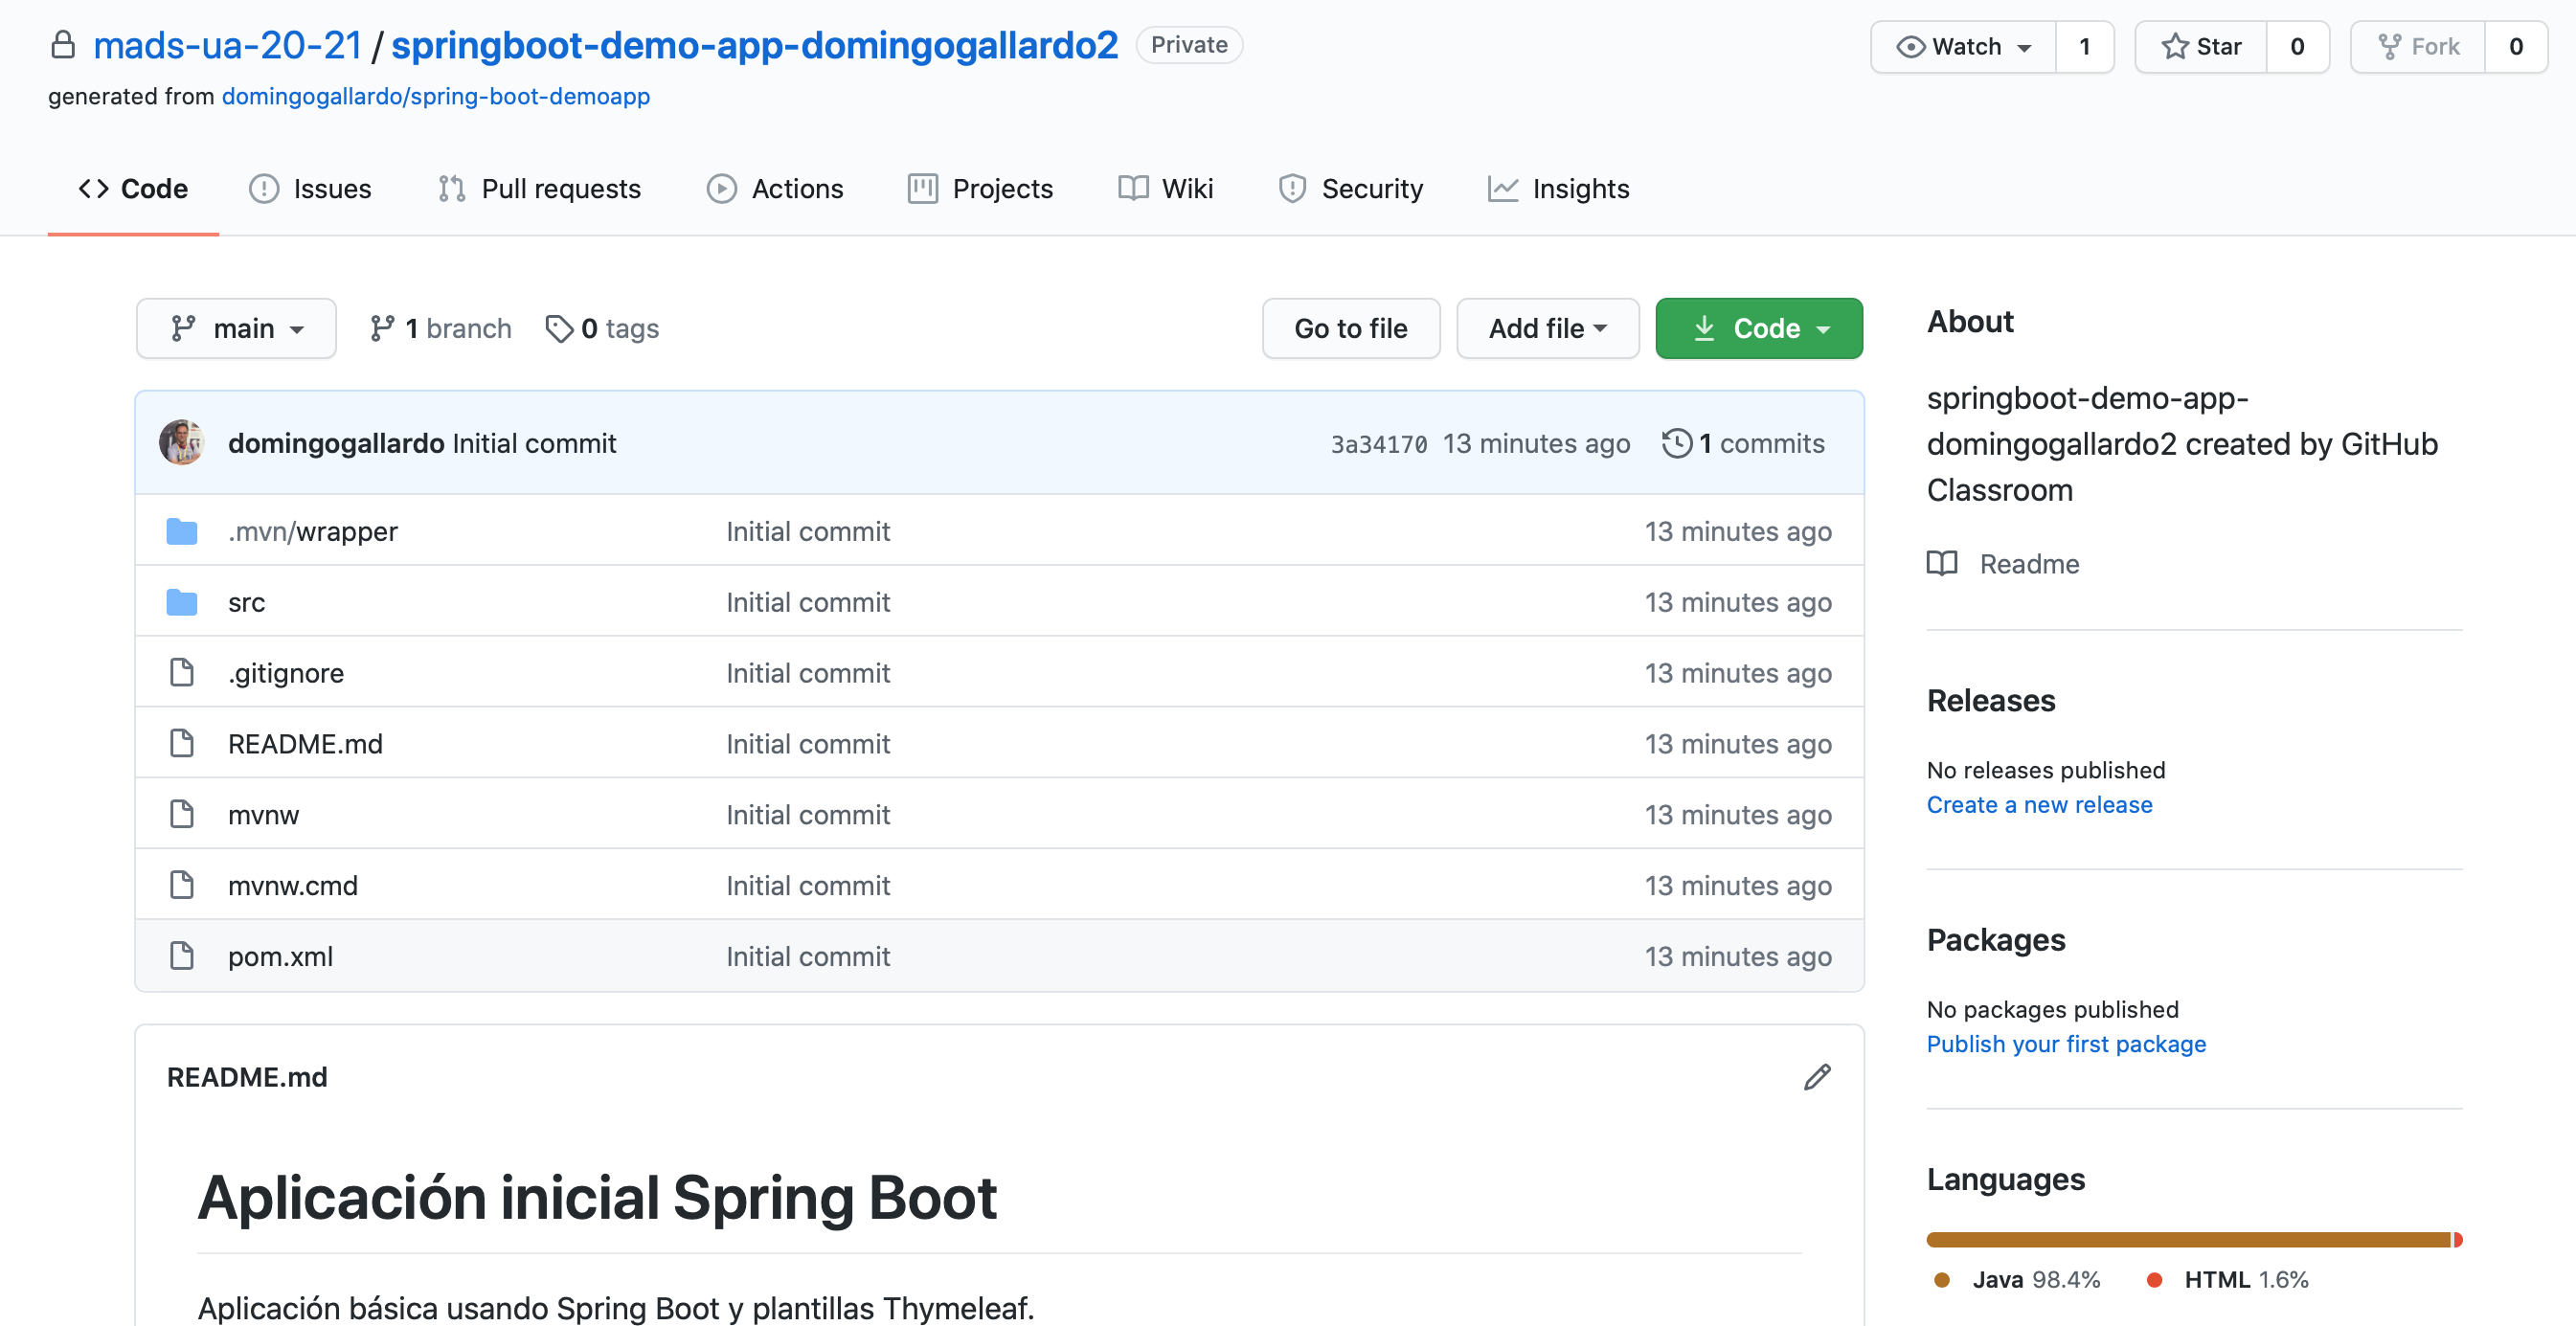 mads-ua-20-21 / springboot-demo-app-domingogallardo2 Private
Watch 1 Star 0 Fork 0
generated from domingogallardo/spring-boot-demoapp
Code Issues Pull requests Actions Projects Wiki Security Insights
main 1 branch 0 tags Go to file Add file Code
domingogallardo Initial commit 3a34170 13 minutes ago 1 commits
.mvn/wrapper Initial commit 13 minutes ago
src Initial commit 13 minutes ago
.gitignore Initial commit 13 minutes ago
README.md Initial commit 13 minutes ago
mvnw Initial commit 13 minutes ago
mvnw.cmd Initial commit 13 minutes ago
pom.xml Initial commit 13 minutes ago
README.md
Aplicación inicial Spring Boot
Aplicación básica usando Spring Boot y plantillas Thymeleaf.
About
springboot-demo-app-
domingogallardo2 created by GitHub
Classroom
Readme
Releases
No releases published
Create a new release
Packages
No packages published
Publish your first package
Languages
Java 98.4% HTML 1.6%